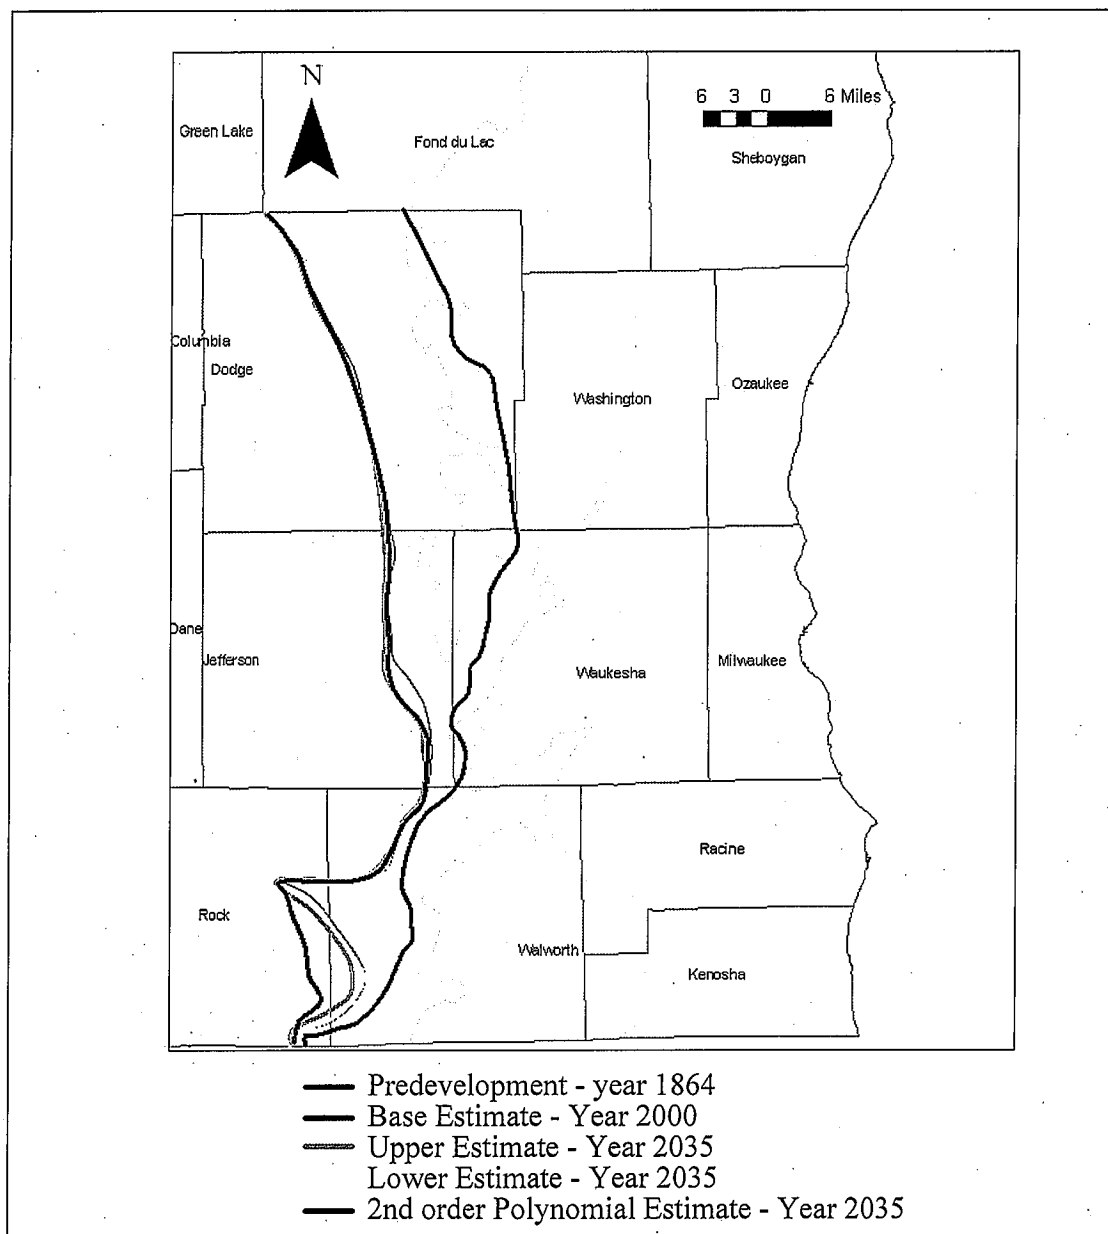 N
6 3 0 6 Miles
Green Lake
Fond du Lac
Sheboygan
Columbia
Dodge
Washington
Ozaukee
Dane
Jefferson
Waukesha
Milwaukee
Racine
Rock
Walworth
Kenosha
Predevelopment - year 1864
Base Estimate - Year 2000
Upper Estimate - Year 2035
Lower Estimate - Year 2035
2nd order Polynomial Estimate - Year 2035